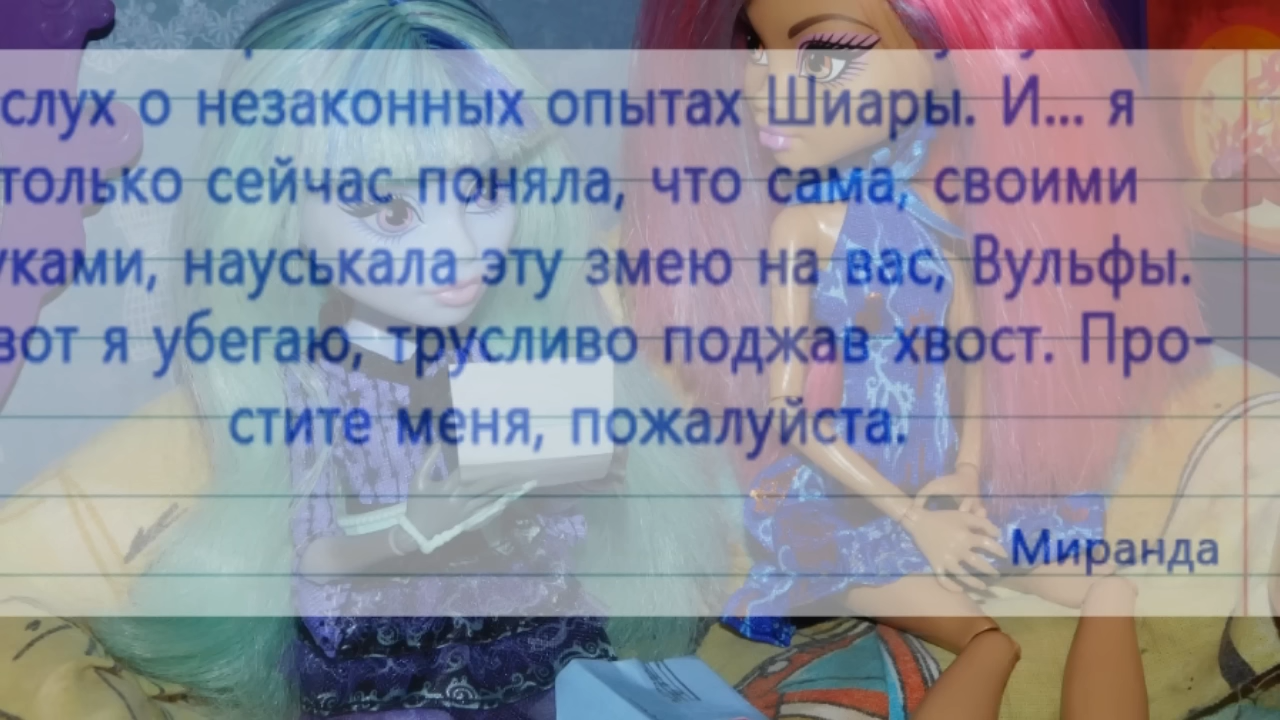 слух о незаконных опытах Шиары. И... я
только сейчас поняла, что сама, своими
уками, науськала эту змею на вас, Вульфы.
вот я убегаю, трусливо поджав хвост. Про-
стите меня, пожалуйста.
Миранда